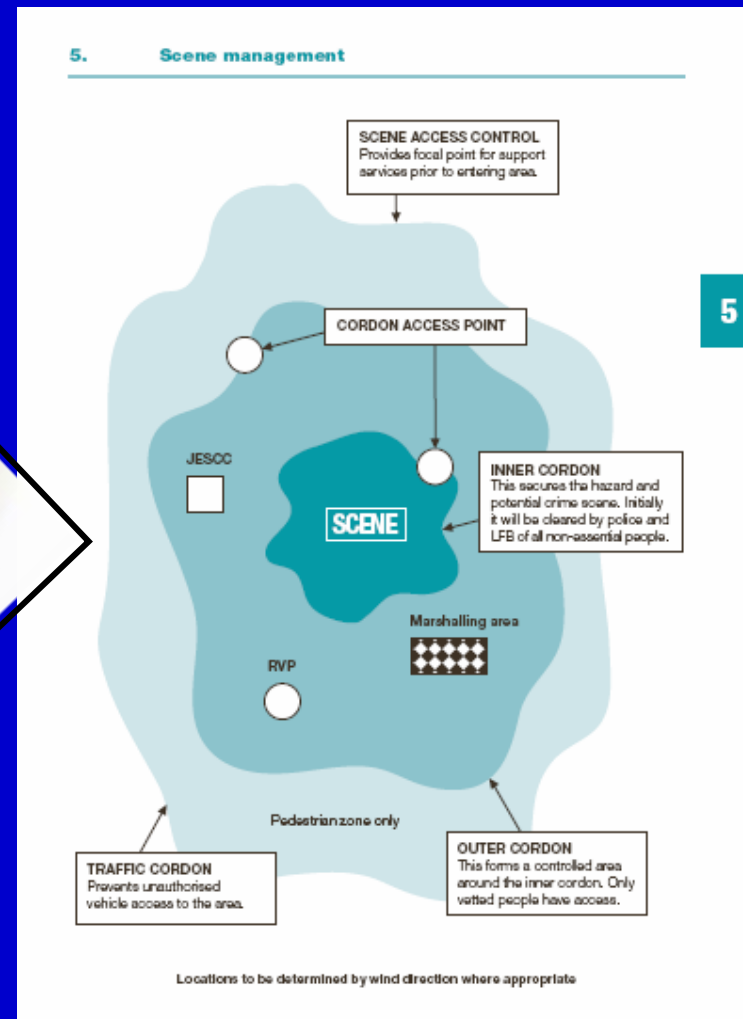 5. Scene management
SCENE ACCESS CONTROL
Provides focal point for support
services prior to entering area.
5
CORDON ACCESS POINT
JESCC
INNER CORDON
This secures the hazard and
potential crime scene. Initially
it will be cleared by police and
LFB of all non-essential people.
SCENE
Marshalling area
RVP
Pedestrian zone only
OUTER CORDON
This forms a controlled area
around the inner cordon. Only
vetted people have access.
TRAFFIC CORDON
Prevents unauthorised
vehicle access to the area.
Locations to be determined by wind direction where appropriate